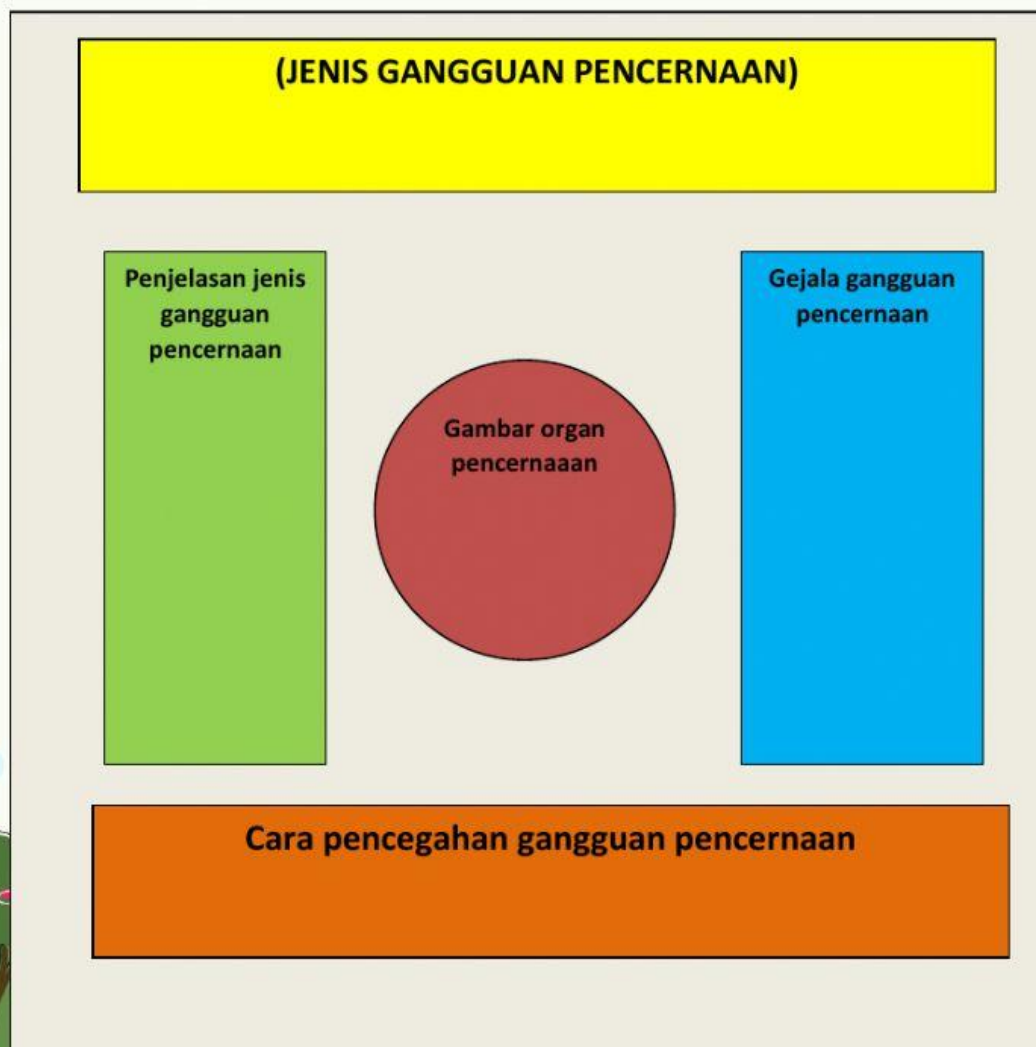 (JENIS GANGGUAN PENCERNAAN)
Penjelasan jenis
gangguan
pencernaan
Gambar organ
pencernaaan
Gejala gangguan
pencernaan
Cara pencegahan gangguan pencernaan